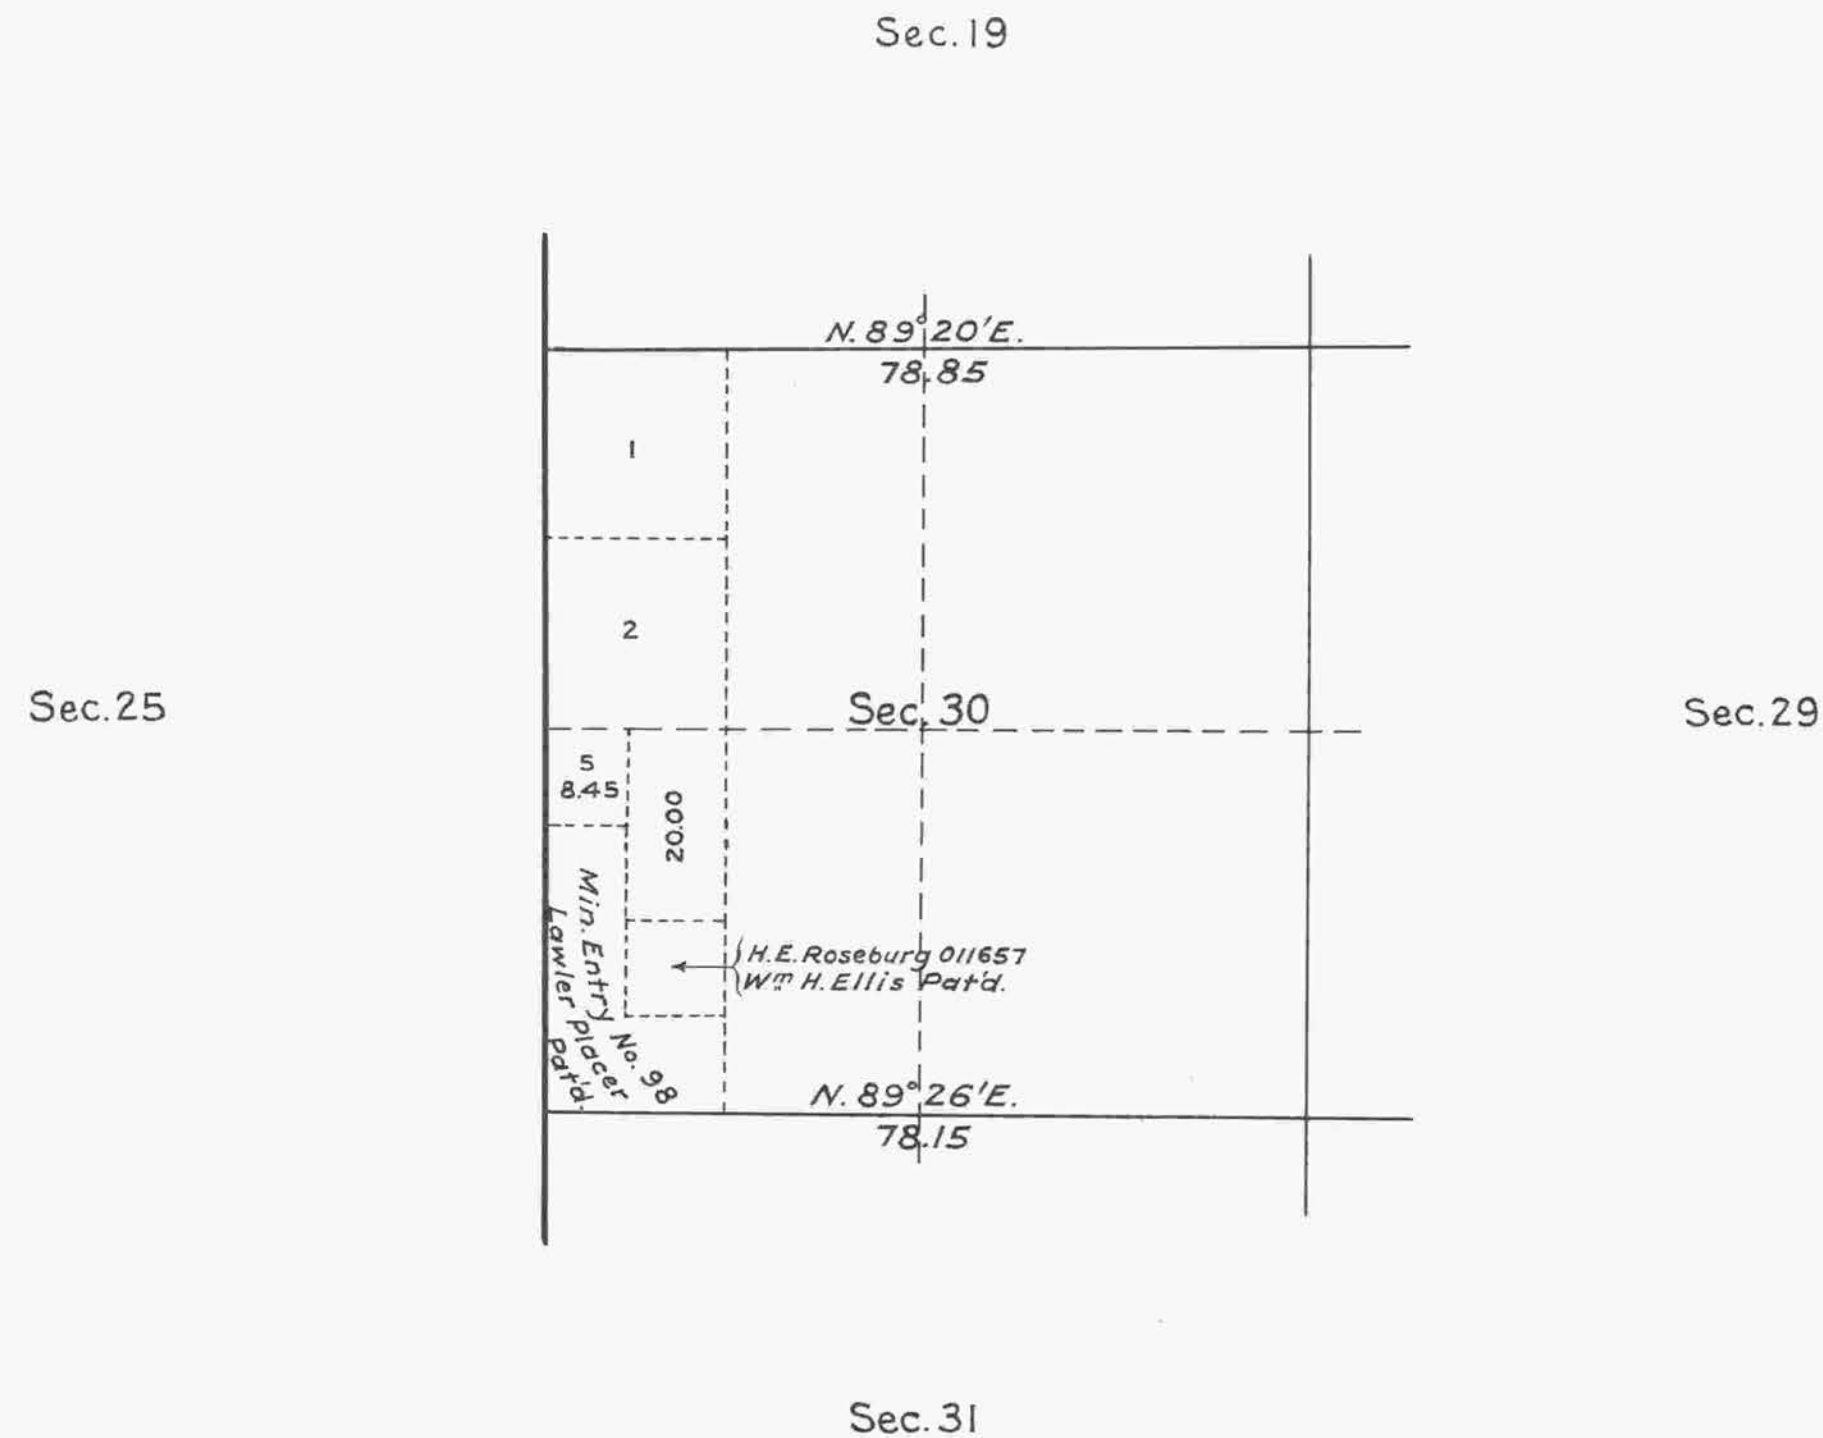 Sec. 19
N. 89° 20' E.
78.85
1
2
Sec. 25
Sec. 30
Sec. 29
5
8.45
20.00
Min. Entry No. 98
Lawler placer
pat'd.
H.E. Roseburg 011657
Wm H. Ellis Pat'd.
N. 89° 26' E.
78.15
Sec. 31